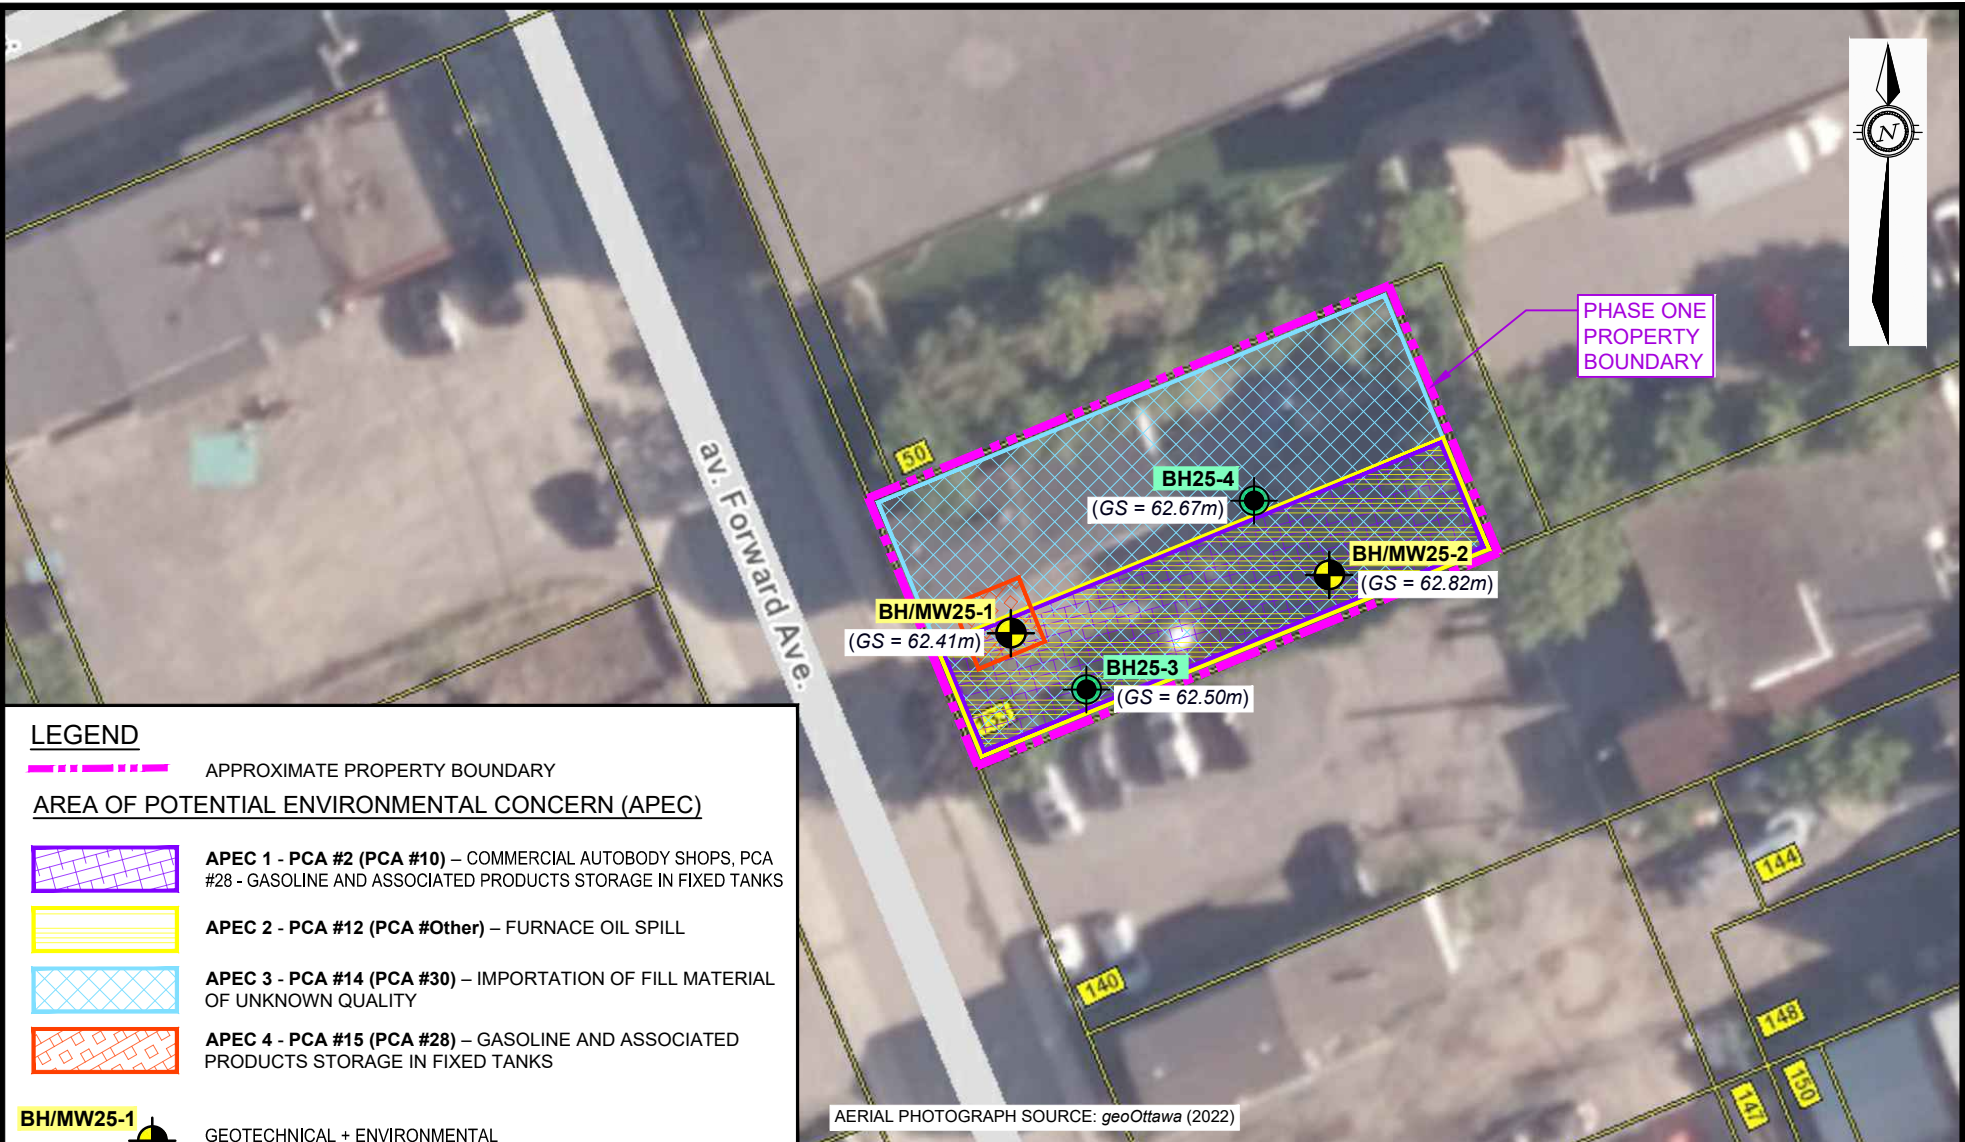 N
PHASE ONE
PROPERTY
BOUNDARY
50
BH25-4
(GS = 62.67m)
BH/MW25-2
(GS = 62.82m)
BH/MW25-1
(GS = 62.41m)
BH25-3
(GS = 62.50m)
av. Forward Ave.
144
140
148
147
150
LEGEND
APPROXIMATE PROPERTY BOUNDARY
AREA OF POTENTIAL ENVIRONMENTAL CONCERN (APEC)
APEC 1 - PCA #2 (PCA #10) – COMMERCIAL AUTOBODY SHOPS, PCA
#28 - GASOLINE AND ASSOCIATED PRODUCTS STORAGE IN FIXED TANKS
APEC 2 - PCA #12 (PCA #Other) – FURNACE OIL SPILL
APEC 3 - PCA #14 (PCA #30) – IMPORTATION OF FILL MATERIAL
OF UNKNOWN QUALITY
APEC 4 - PCA #15 (PCA #28) – GASOLINE AND ASSOCIATED
PRODUCTS STORAGE IN FIXED TANKS
BH/MW25-1
GEOTECHNICAL + ENVIRONMENTAL
AERIAL PHOTOGRAPH SOURCE: geoOttawa (2022)